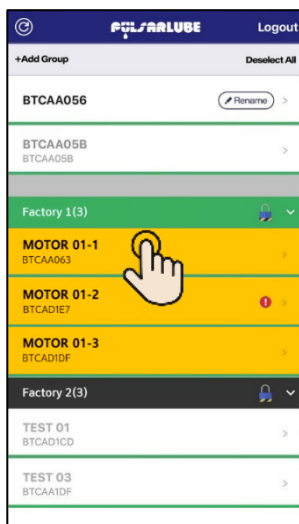 PULSARLUBE
Logout
+Add Group
Deselect All
BTCAA056
Rename
BTCAA05B
BTCAA05B
Factory 1(3)
MOTOR 01-1
BTCAA063
MOTOR 01-2
BTCAD1E7
MOTOR 01-3
BTCAD1DF
Factory 2(3)
TEST 01
BTCAD1CD
TEST 03
BTCAA1DF